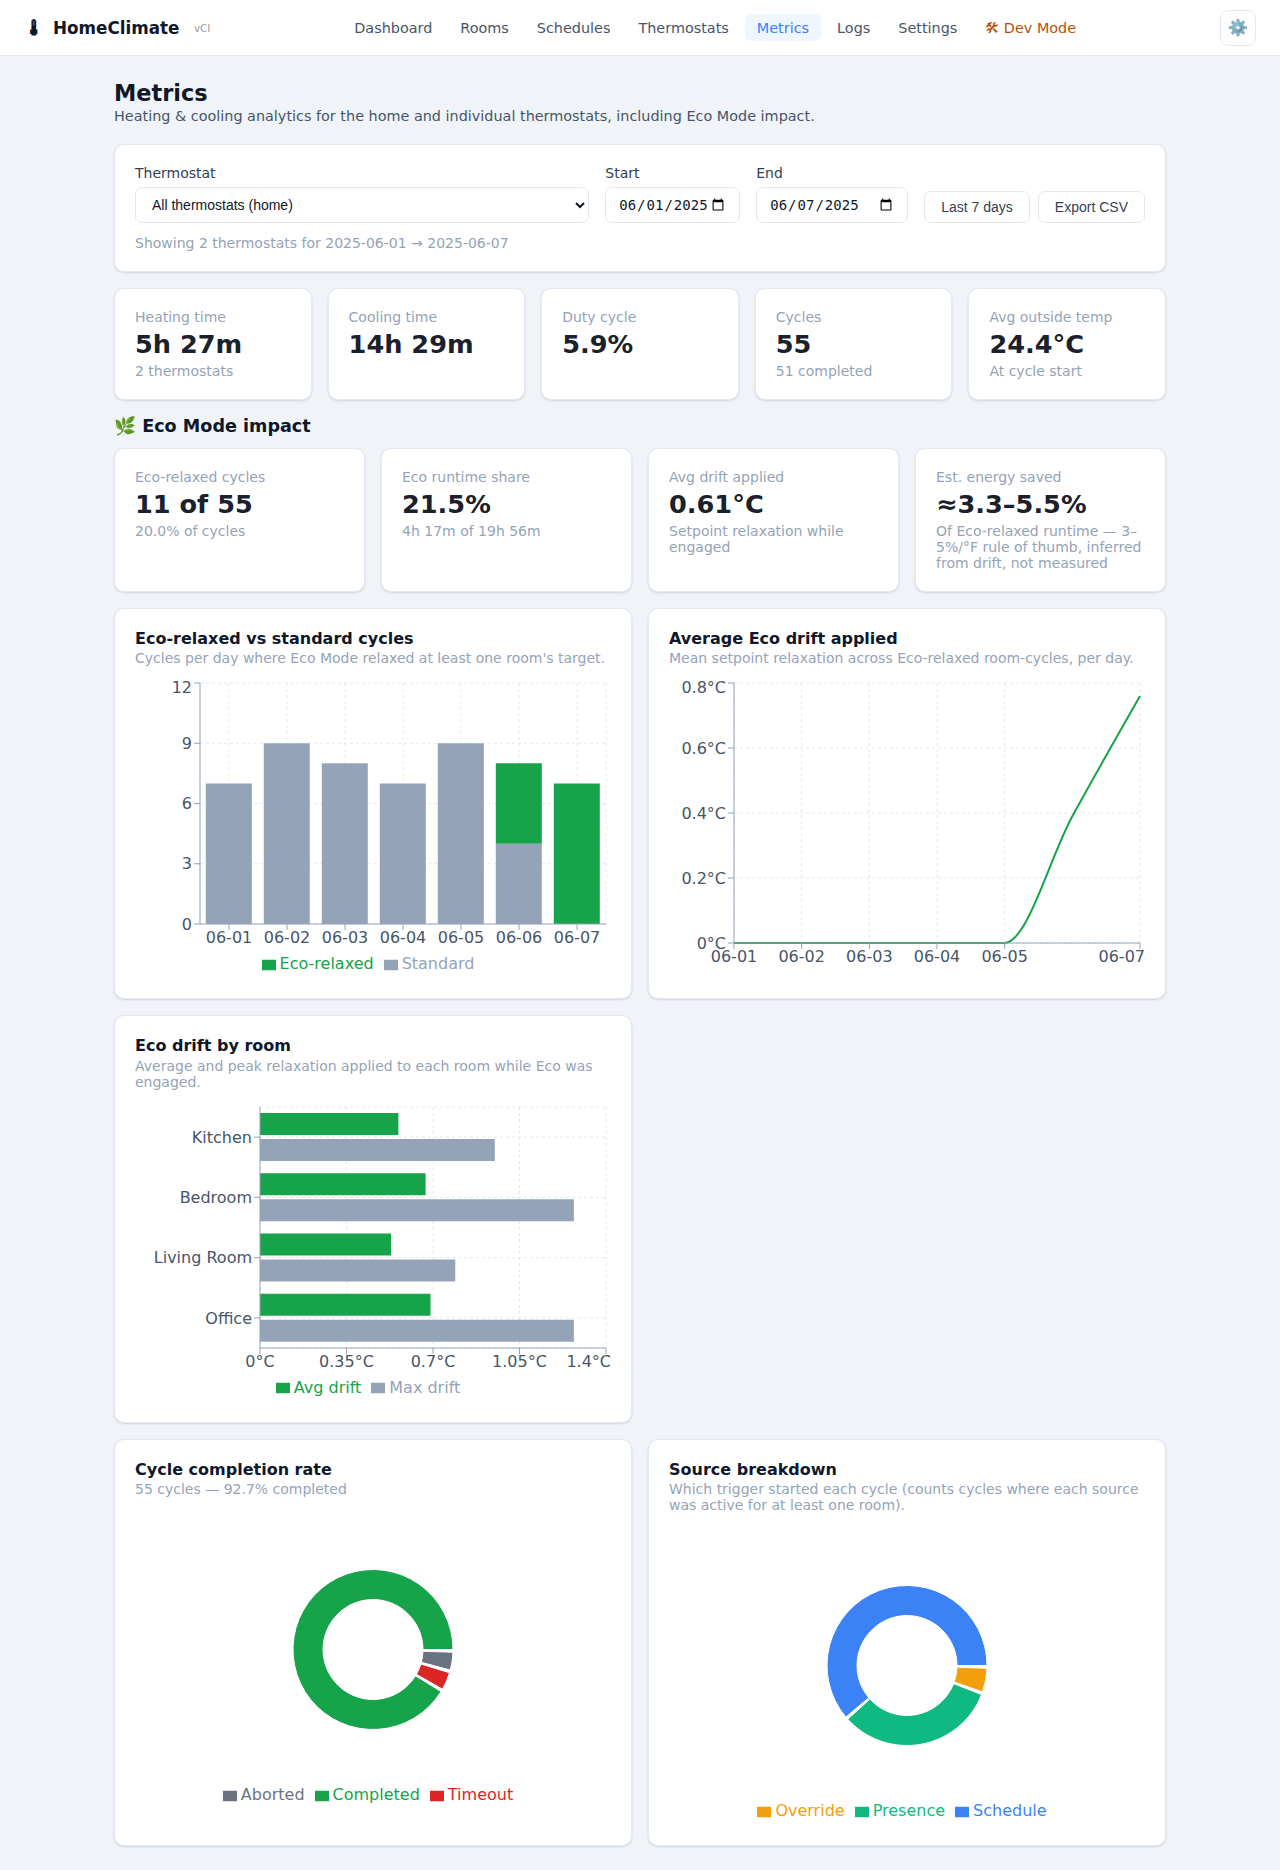 HomeClimate vCI
Dashboard Rooms Schedules Thermostats Metrics Logs Settings 🛠 Dev Mode
Metrics
Heating & cooling analytics for the home and individual thermostats, including Eco Mode impact.
Thermostat Start End
All thermostats (home) 06/01/2025 06/07/2025 Last 7 days Export CSV
Showing 2 thermostats for 2025-06-01 → 2025-06-07
Heating time
5h 27m
2 thermostats
Cooling time
14h 29m
Duty cycle
5.9%
Cycles
55
51 completed
Avg outside temp
24.4°C
At cycle start
🌿 Eco Mode impact
Eco-relaxed cycles
11 of 55
20.0% of cycles
Eco runtime share
21.5%
4h 17m of 19h 56m
Avg drift applied
0.61°C
Setpoint relaxation while
engaged
Est. energy saved
≈3.3–5.5%
Of Eco-relaxed runtime — 3–
5%/°F rule of thumb, inferred
from drift, not measured
Eco-relaxed vs standard cycles
Cycles per day where Eco Mode relaxed at least one room's target.
12
9
6
3
0
06-01 06-02 06-03 06-04 06-05 06-06 06-07
Eco-relaxed Standard
Average Eco drift applied
Mean setpoint relaxation across Eco-relaxed room-cycles, per day.
0.8°C
0.6°C
0.4°C
0.2°C
0°C
06-01 06-02 06-03 06-04 06-05 06-07
Eco drift by room
Average and peak relaxation applied to each room while Eco was
engaged.
Kitchen
Bedroom
Living Room
Office
0°C 0.35°C 0.7°C 1.05°C 1.4°C
Avg drift Max drift
Cycle completion rate
55 cycles — 92.7% completed
Aborted Completed Timeout
Source breakdown
Which trigger started each cycle (counts cycles where each source
was active for at least one room).
Override Presence Schedule